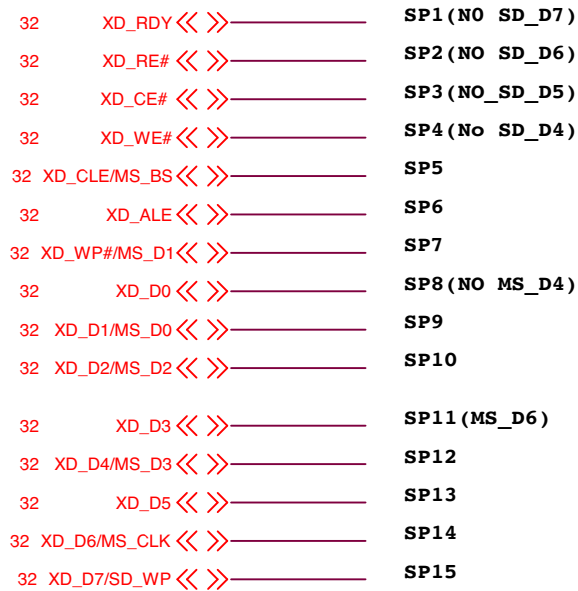 32 XD_RDY SP1(N0 SD_D7)
32 XD_RE# SP2(NO SD_D6)
32 XD_CE# SP3(NO_SD_D5)
32 XD_WE# SP4(No SD_D4)
32 XD_CLE/MS_BS SP5
32 XD_ALE SP6
32 XD_WP#/MS_D1 SP7
32 XD_D0 SP8(NO MS_D4)
32 XD_D1/MS_D0 SP9
32 XD_D2/MS_D2 SP10
32 XD_D3 SP11(MS_D6)
32 XD_D4/MS_D3 SP12
32 XD_D5 SP13
32 XD_D6/MS_CLK SP14
32 XD_D7/SD_WP SP15